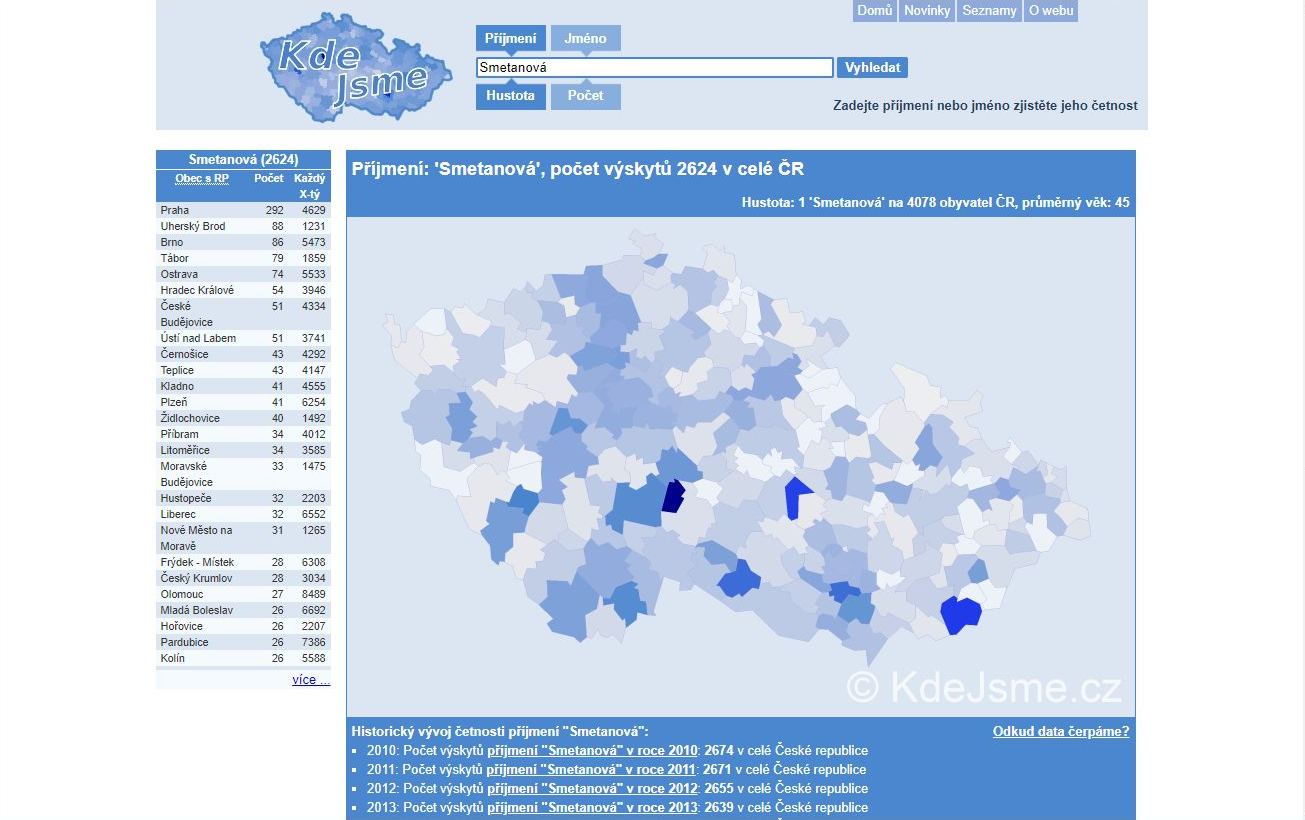 Domů Novinky Seznamy O webu
Kde
Jsme
Příjmení Jméno
Smetanová Vyhledat
Hustota Počet
Zadejte příjmení nebo jméno zjistěte jeho četnost
Smetanová (2624)
Obec s RP Počet Každý
X-tý
Praha 292 4629
Uherský Brod 88 1231
Brno 86 5473
Tábor 79 1859
Ostrava 74 5533
Hradec Králové 54 3946
České 51 4334
Budějovice
Ústí nad Labem 51 3741
Černošice 43 4292
Teplice 43 4147
Kladno 41 4555
Plzeň 41 6254
Židlochovice 40 1492
Příbram 34 4012
Litoměřice 34 3585
Moravské 33 1475
Budějovice
Hustopeče 32 2203
Liberec 32 6552
Nové Město na 31 1265
Moravě
Frýdek - Místek 28 6308
Český Krumlov 28 3034
Olomouc 27 8489
Mladá Boleslav 26 6692
Hořovice 26 2207
Pardubice 26 7386
Kolín 26 5588
více ...
Příjmení: 'Smetanová', počet výskytů 2624 v celé ČR
Hustota: 1 'Smetanová' na 4078 obyvatel ČR, průměrný věk: 45
© KdeJsme.cz
Historický vývoj četnosti příjmení "Smetanová": Odkud data čerpáme?
2010: Počet výskytů příjmení "Smetanová" v roce 2010: 2674 v celé České republice
2011: Počet výskytů příjmení "Smetanová" v roce 2011: 2671 v celé České republice
2012: Počet výskytů příjmení "Smetanová" v roce 2012: 2655 v celé České republice
2013: Počet výskytů příjmení "Smetanová" v roce 2013: 2639 v celé České republice